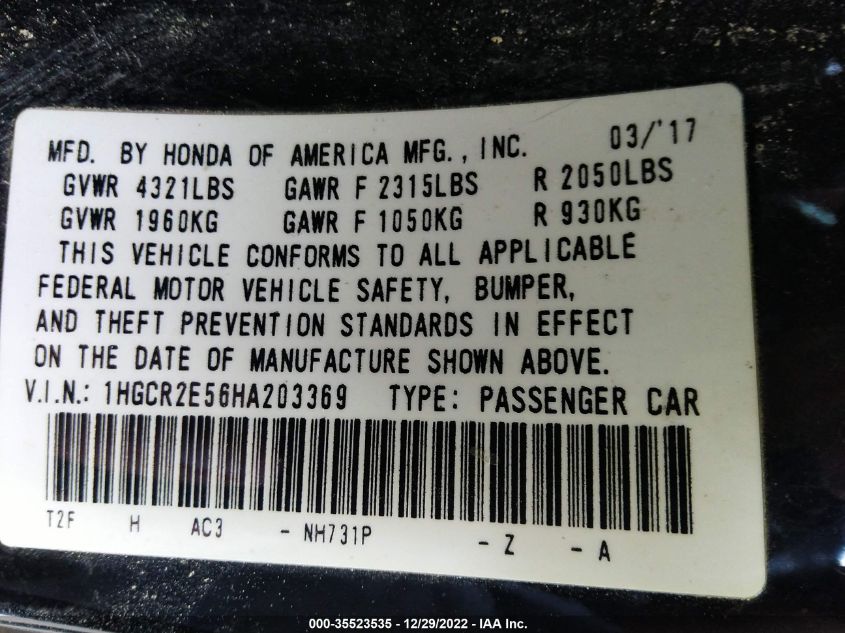 MFD. BY HONDA OF AMERICA MFG., INC. 03/'17
GVWR 4321LBS GAWR F 2315LBS R 2050LBS
GVWR 1960KG GAWR F 1050KG R 930KG
THIS VEHICLE CONFORMS TO ALL APPLICABLE
FEDERAL MOTOR VEHICLE SAFETY, BUMPER,
AND THEFT PREVENTION STANDARDS IN EFFECT
ON THE DATE OF MANUFACTURE SHOWN ABOVE.
V.I.N.: 1HGCR2E56HA203369 TYPE: PASSENGER CAR
T2F H AC3 - NH731P - Z - A
000-35523535 - 12/29/2022 - IAA Inc.